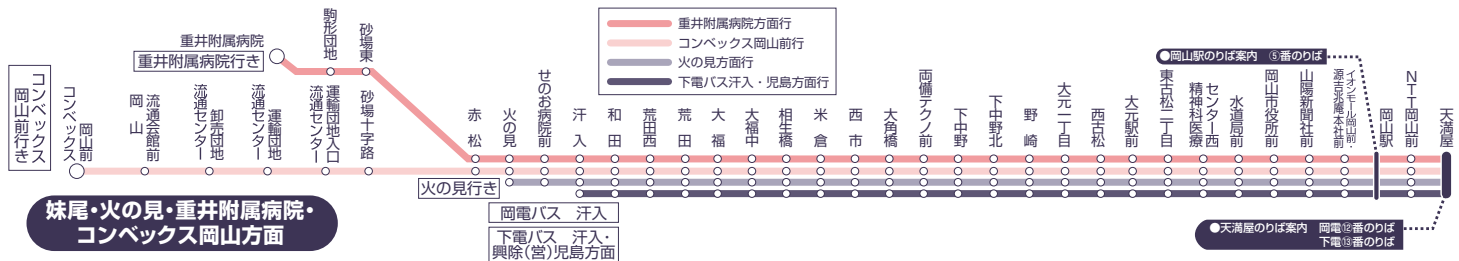 重井附属病院方面行
コンベックス岡山前行
火の見方面行
下電バス汗入・児島方面行
●岡山駅のりば案内　⑤番のりば
重井附属病院
重井附属病院行き
駒形団地
砂場東
コンベックス
岡山前行き
コンベックス
岡山前
岡山
流通会館前
流通センター
卸売団地
流通センター
運輸団地
流通センター
運輸団地入口
砂場十字路
赤松
火の見
せのお病院前
汗入
和田
荒田西
荒田
大福
大福中
相生橋
米倉
西市
大角橋
両備テクノ前
下中野
下中野北
野崎
大元一丁目
西古松
大元駅前
東古松二丁目
精神科医療
センター西
水道局前
岡山市役所前
山陽新聞社前
イオンモール岡山前・
源吉兆庵本社前
岡山駅
NTT岡山前
天満屋
火の見行き
岡電バス　汗入
下電バス　汗入・
興除(営)児島方面
妹尾・火の見・重井附属病院・
コンベックス岡山方面
●天満屋のりば案内　岡電⑫番のりば
下電⑬番のりば